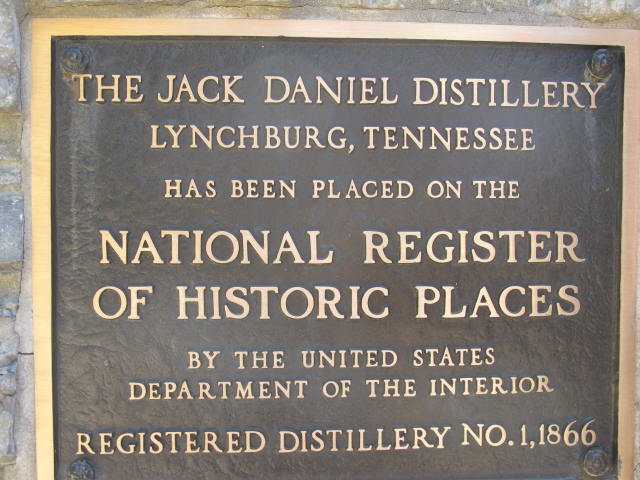 THE JACK DANIEL DISTILLERY
LYNCHBURG, TENNESSEE
HAS BEEN PLACED ON THE
NATIONAL REGISTER
OF HISTORIC PLACES
BY THE UNITED STATES
DEPARTMENT OF THE INTERIOR
REGISTERED DISTILLERY NO. 1, 1866